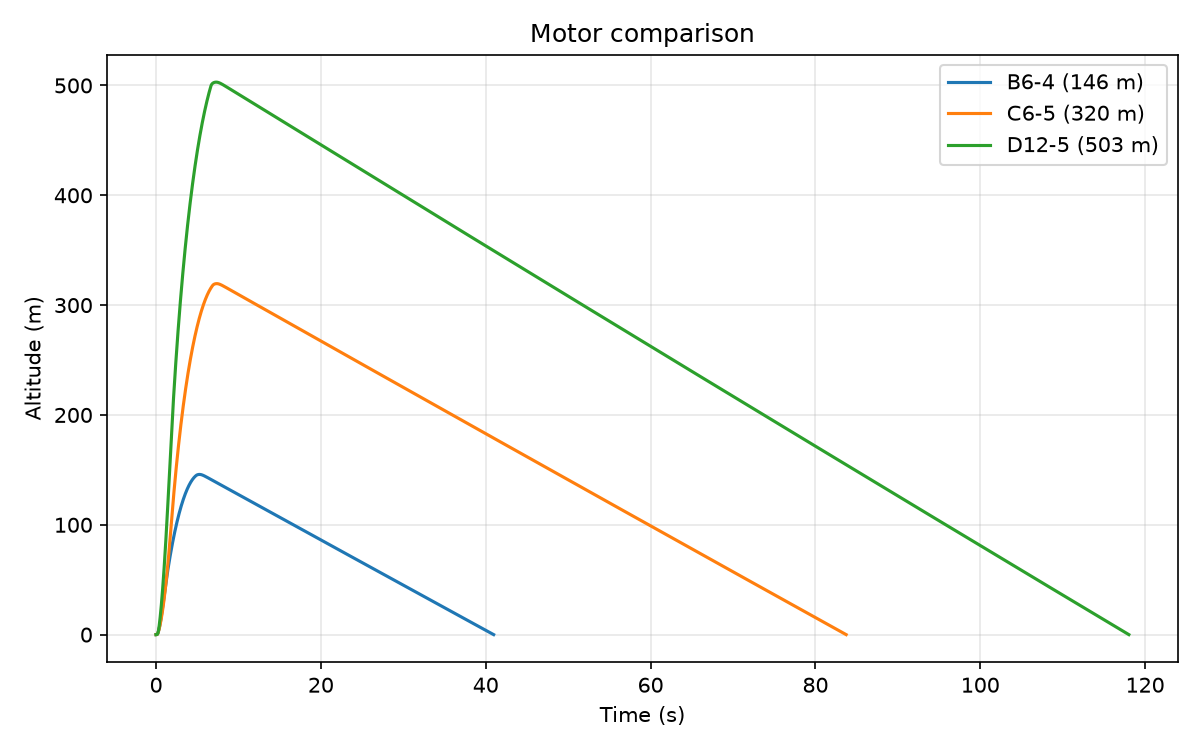 Motor comparison
B6-4 (146 m)
C6-5 (320 m)
D12-5 (503 m)
Altitude (m)
500
400
300
200
100
0
0 20 40 60 80 100 120
Time (s)